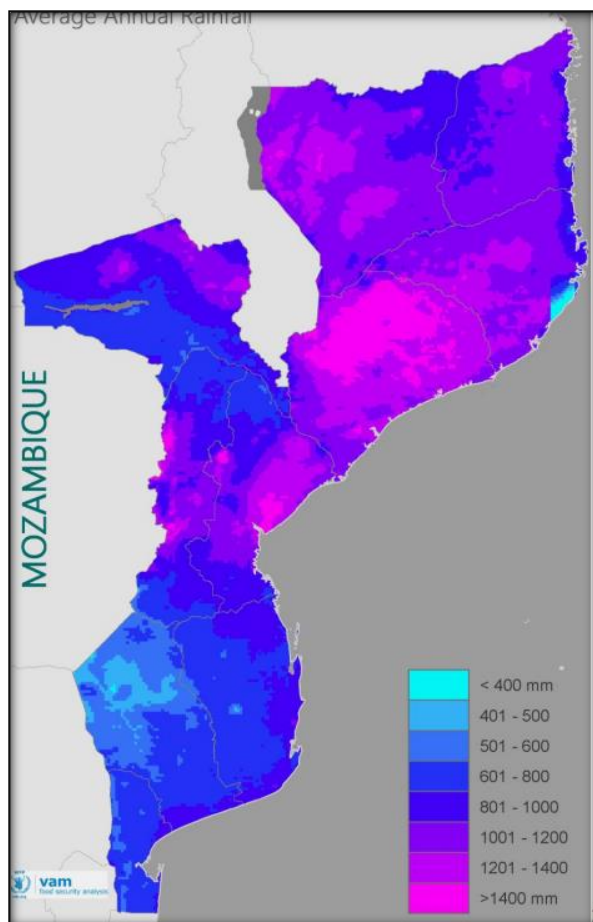 Average Annual Rainfall
MOZAMBIQUE
< 400 mm
401 - 500
501 - 600
601 - 800
801 - 1000
1001 - 1200
1201 - 1400
>1400 mm
vam
food security analysis